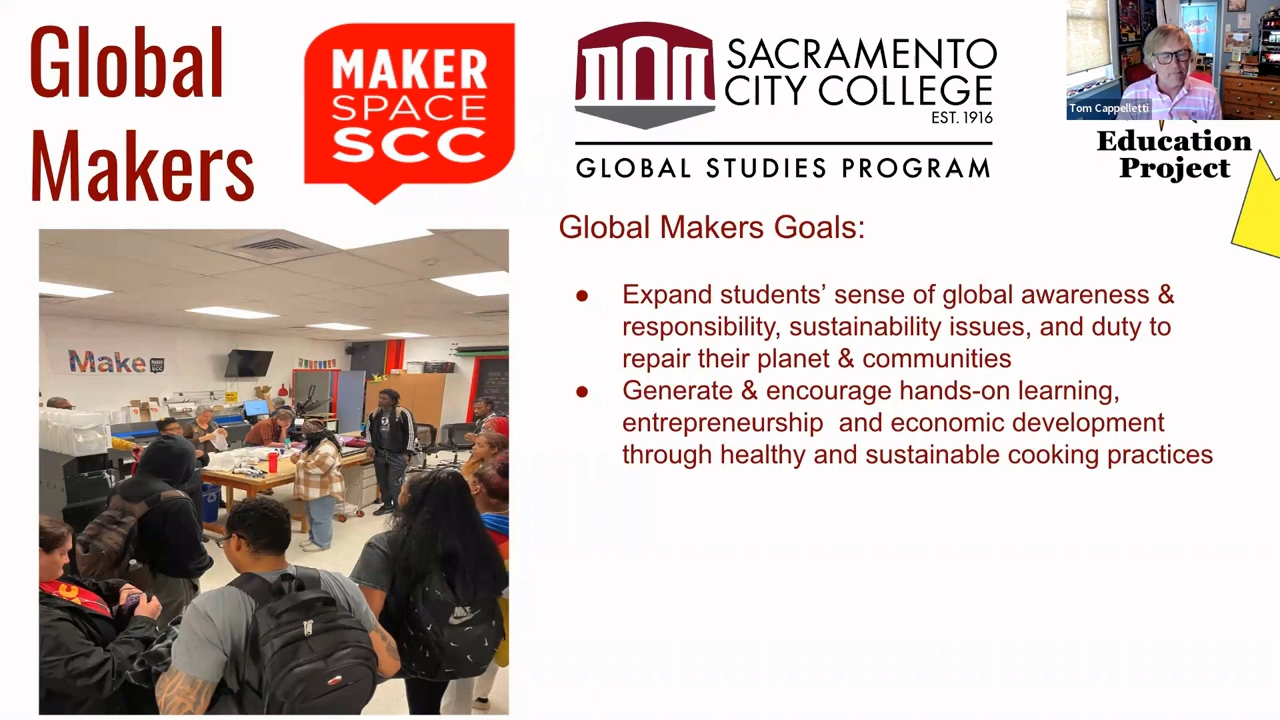 Global
Makers
MAKER
SPACE
SCC
SACRAMENTO
CITY COLLEGE
EST. 1916
GLOBAL STUDIES PROGRAM
Tom Cappelletti
Education
Project
Global Makers Goals:
● Expand students’ sense of global awareness &
responsibility, sustainability issues, and duty to
repair their planet & communities
● Generate & encourage hands-on learning,
entrepreneurship and economic development
through healthy and sustainable cooking practices
Make